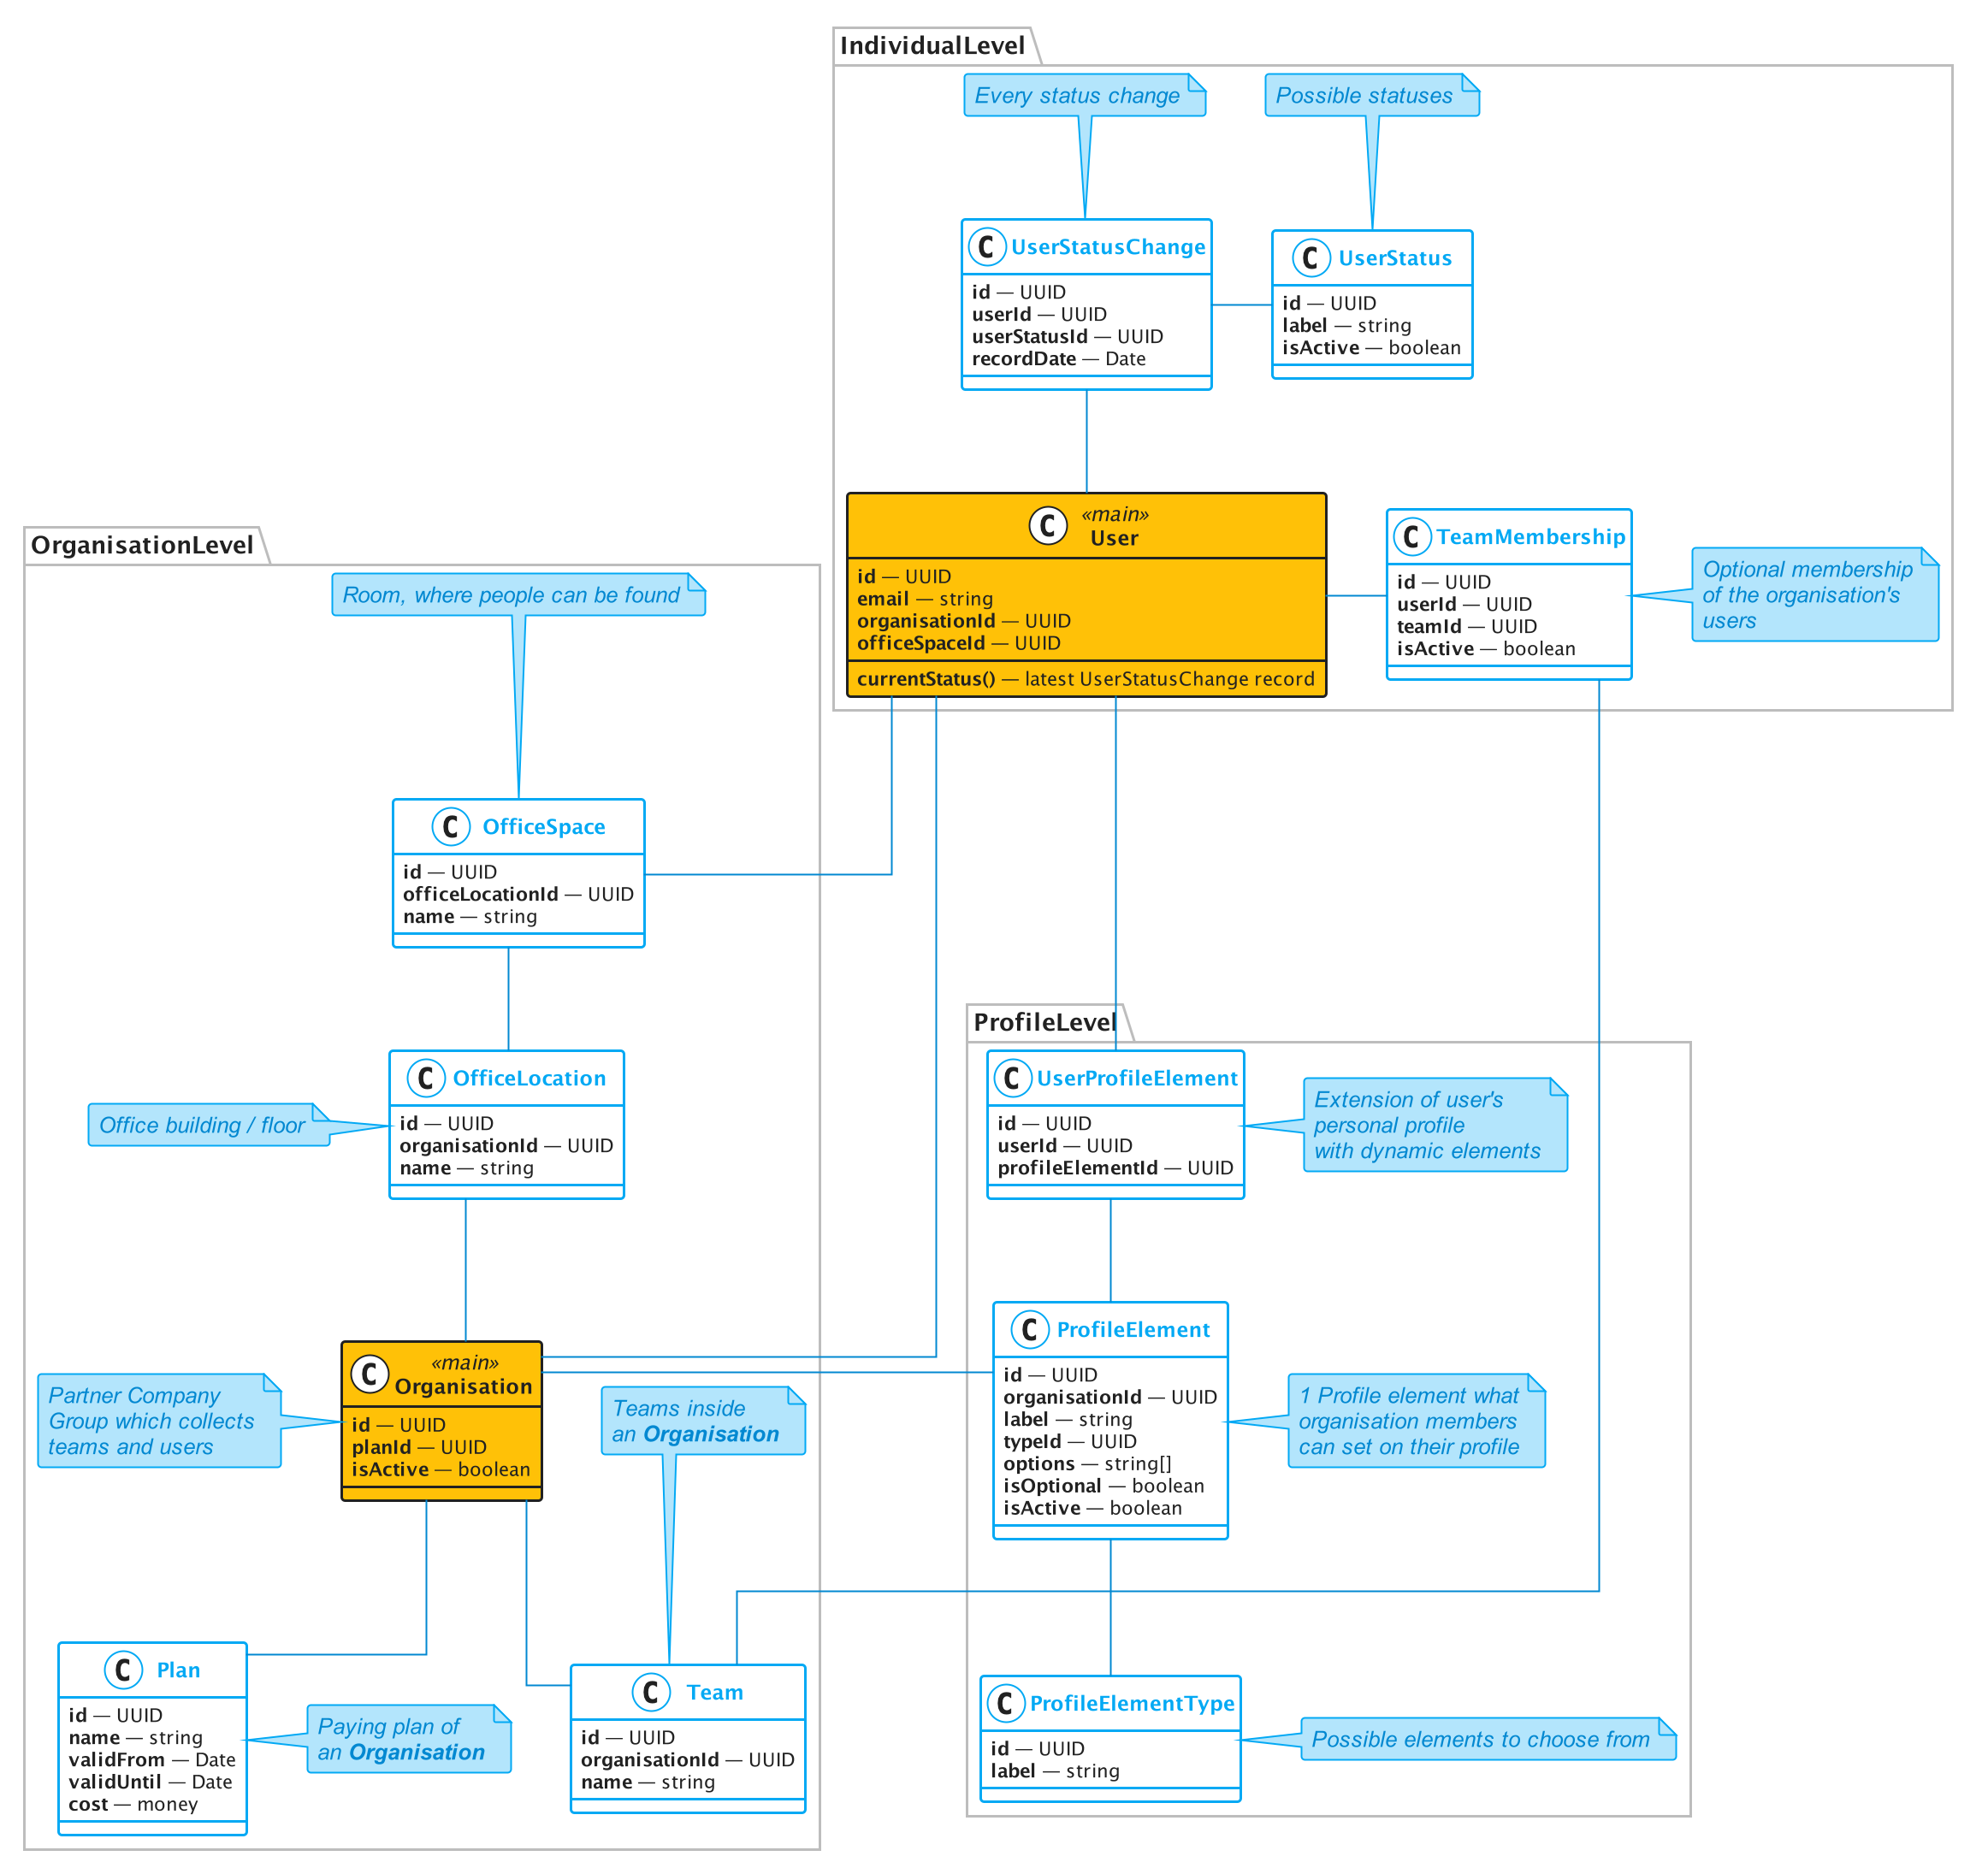 IndividualLevel
Every status change
Possible statuses
C UserStatusChange
id — UUID
userId — UUID
userStatusId — UUID
recordDate — Date
C UserStatus
id — UUID
label — string
isActive — boolean
C «main»
User
id — UUID
email — string
organisationId — UUID
officeSpaceId — UUID
currentStatus() — latest UserStatusChange record
C TeamMembership
id — UUID
userId — UUID
teamId — UUID
isActive — boolean
Optional membership
of the organisation's
users
OrganisationLevel
Room, where people can be found
C OfficeSpace
id — UUID
officeLocationId — UUID
name — string
C OfficeLocation
id — UUID
organisationId — UUID
name — string
Office building / floor
C «main»
Organisation
id — UUID
planId — UUID
isActive — boolean
Partner Company
Group which collects
teams and users
Teams inside
an Organisation
C Plan
id — UUID
name — string
validFrom — Date
validUntil — Date
cost — money
Paying plan of
an Organisation
C Team
id — UUID
organisationId — UUID
name — string
ProfileLevel
C UserProfileElement
id — UUID
userId — UUID
profileElementId — UUID
Extension of user's
personal profile
with dynamic elements
C ProfileElement
id — UUID
organisationId — UUID
label — string
typeId — UUID
options — string[]
isOptional — boolean
isActive — boolean
1 Profile element what
organisation members
can set on their profile
C ProfileElementType
id — UUID
label — string
Possible elements to choose from